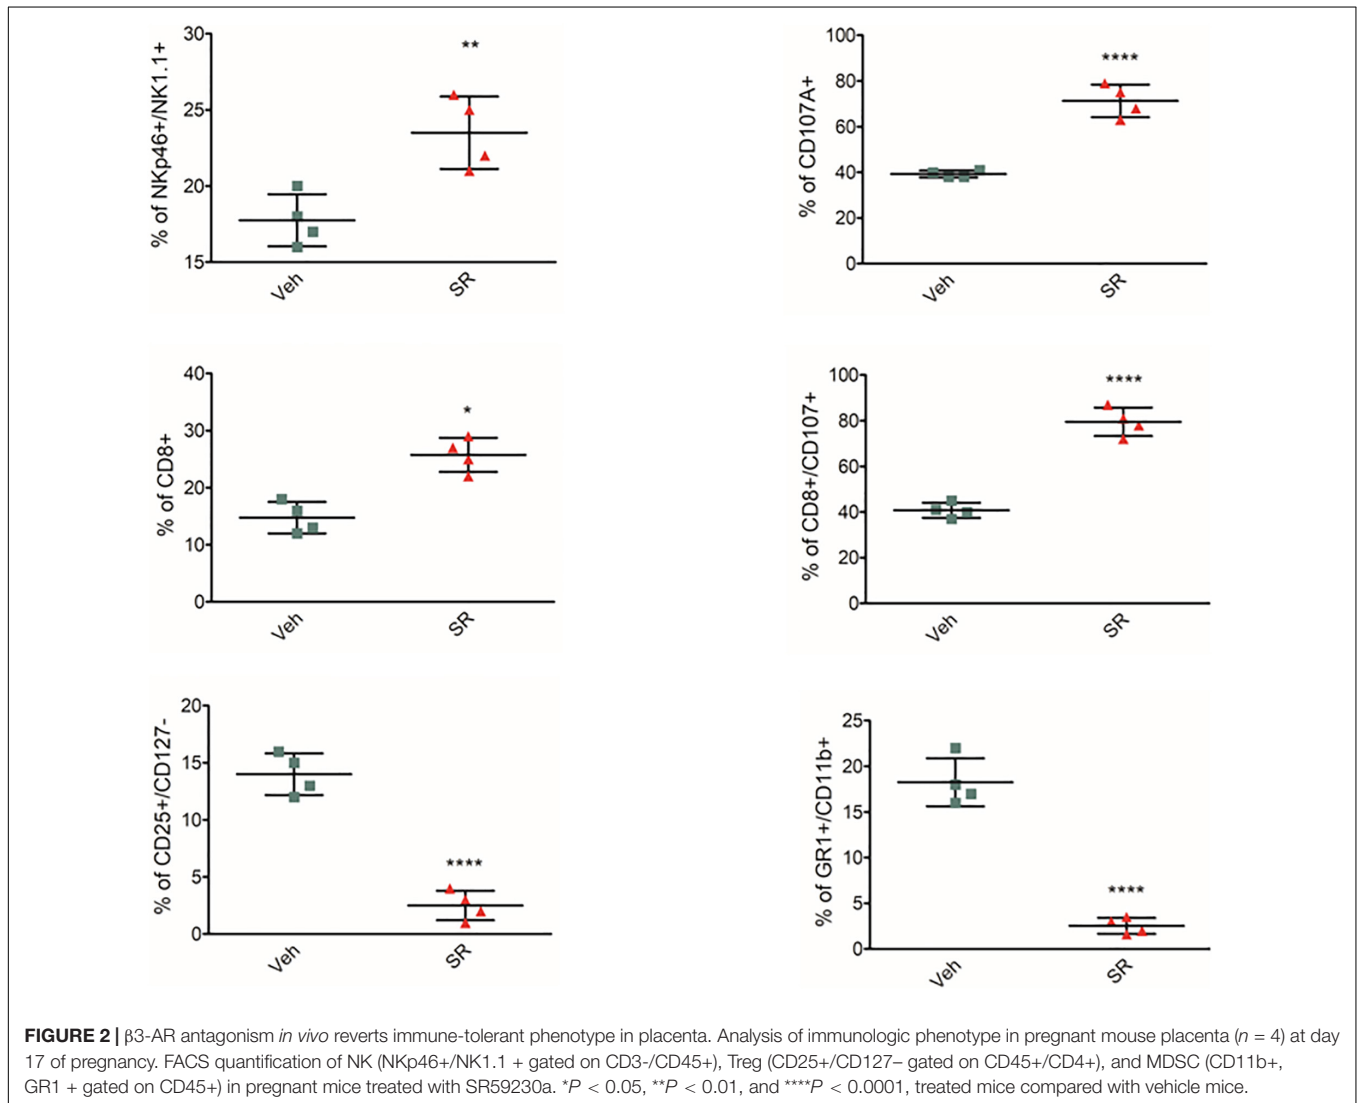 % of NKp46+/NK1.1+
30
25
20
15
**
Veh
SR
% of CD107A+
100
80
60
40
20
0
****
Veh
SR
% of CD8+
40
30
20
10
0
*
Veh
SR
% of CD8+/CD107+
100
80
60
40
20
0
****
Veh
SR
% of CD25+/CD127-
20
15
10
5
0
****
Veh
SR
% of GR1+/CD11b+
25
20
15
10
5
0
****
Veh
SR
FIGURE 2 | β3-AR antagonism in vivo reverts immune-tolerant phenotype in placenta. Analysis of immunologic phenotype in pregnant mouse placenta (n = 4) at day
17 of pregnancy. FACS quantification of NK (NKp46+/NK1.1 + gated on CD3-/CD45+), Treg (CD25+/CD127– gated on CD45+/CD4+), and MDSC (CD11b+,
GR1 + gated on CD45+) in pregnant mice treated with SR59230a. *P < 0.05, **P < 0.01, and ****P < 0.0001, treated mice compared with vehicle mice.